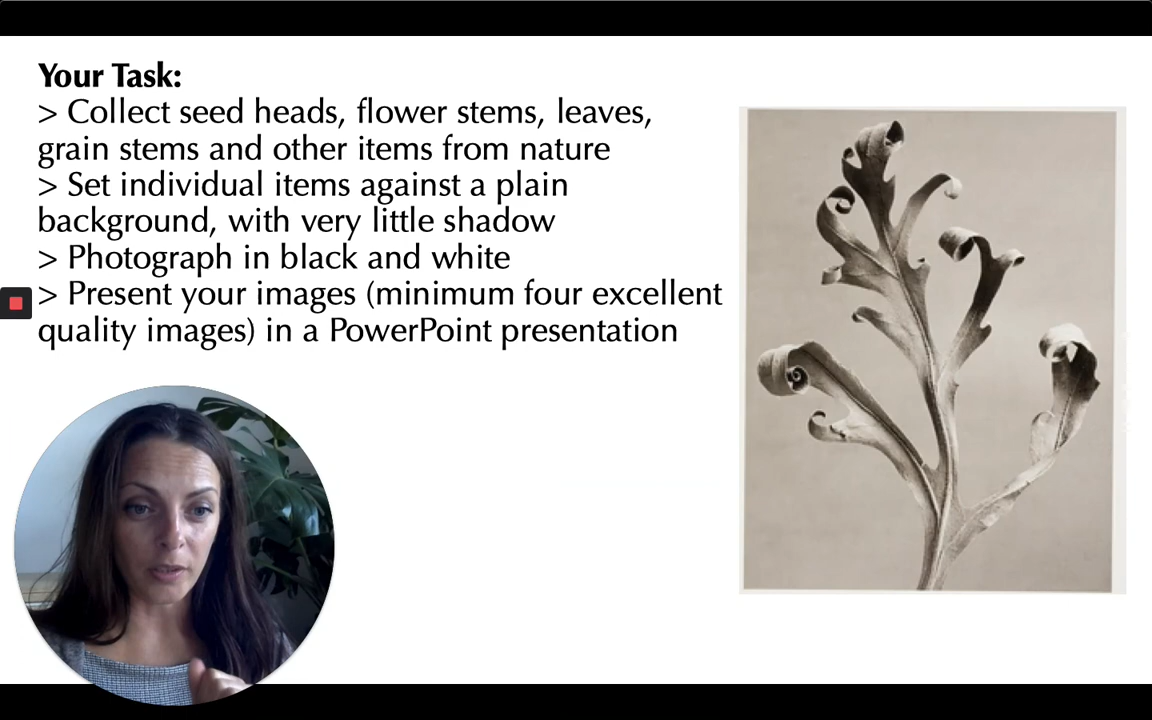 Your Task:
> Collect seed heads, flower stems, leaves,
grain stems and other items from nature
> Set individual items against a plain
background, with very little shadow
> Photograph in black and white
> Present your images (minimum four excellent
quality images) in a PowerPoint presentation